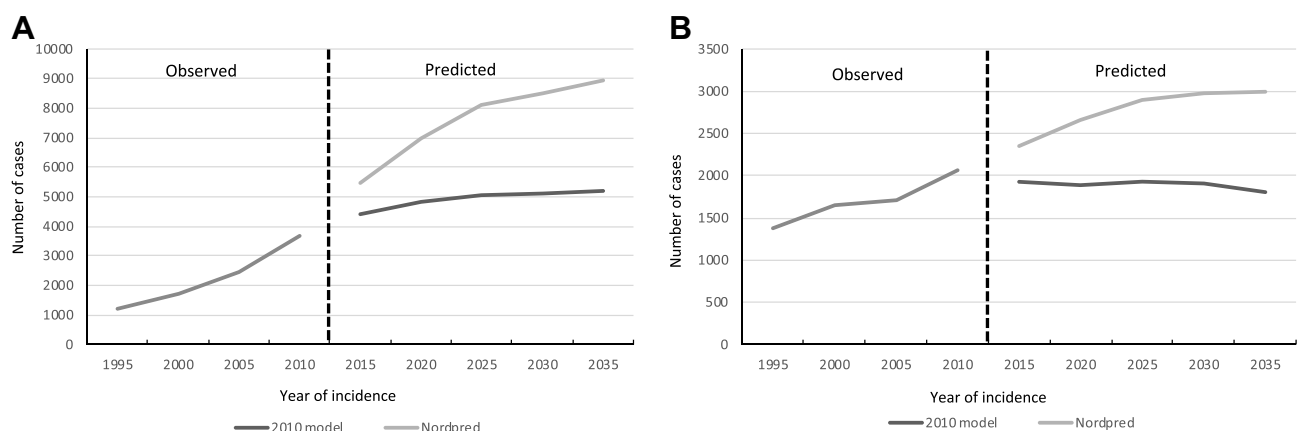 A
10000
9000
8000
7000
6000
5000
4000
3000
2000
1000
0
Number of cases
Observed
Predicted
1995 2000 2005 2010 2015 2020 2025 2030 2035
Year of incidence
2010 model Nordpred
B
3500
3000
2500
2000
1500
1000
500
0
Number of cases
Observed
Predicted
1995 2000 2005 2010 2015 2020 2025 2030 2035
Year of incidence
2010 model Nordpred